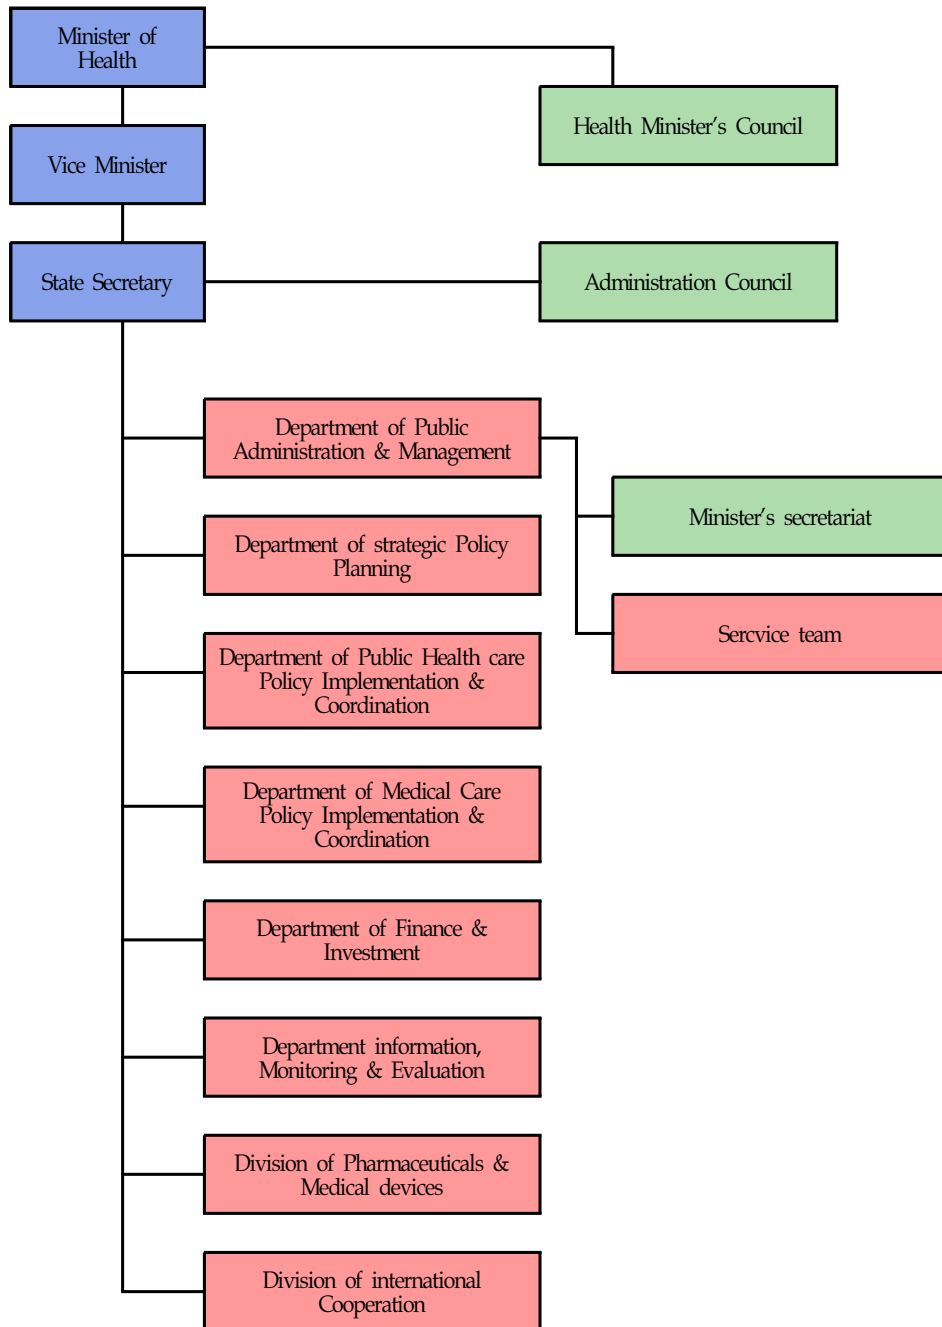 Minister of
Health
Health Minister's Council
Vice Minister
State Secretary
Administration Council
Department of Public
Administration & Management
Minister's secretariat
Department of strategic Policy
Planning
Sercvice team
Department of Public Health care
Policy Implementation &
Coordination
Department of Medical Care
Policy Implementation &
Coordination
Department of Finance &
Investment
Department information,
Monitoring & Evaluation
Division of Pharmaceuticals &
Medical devices
Division of international
Cooperation